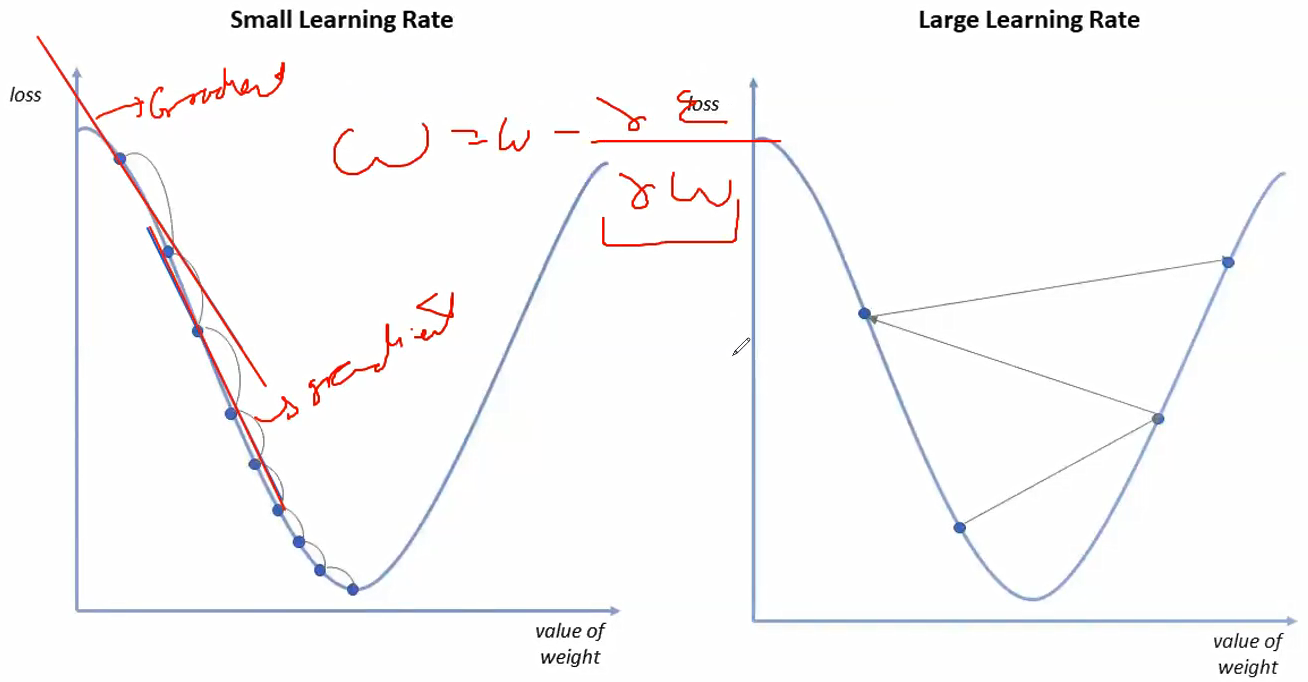 Small Learning Rate
Large Learning Rate
loss
Gradient
loss
W = W - γ ε
γ W
gradient
value of
weight
value of
weight